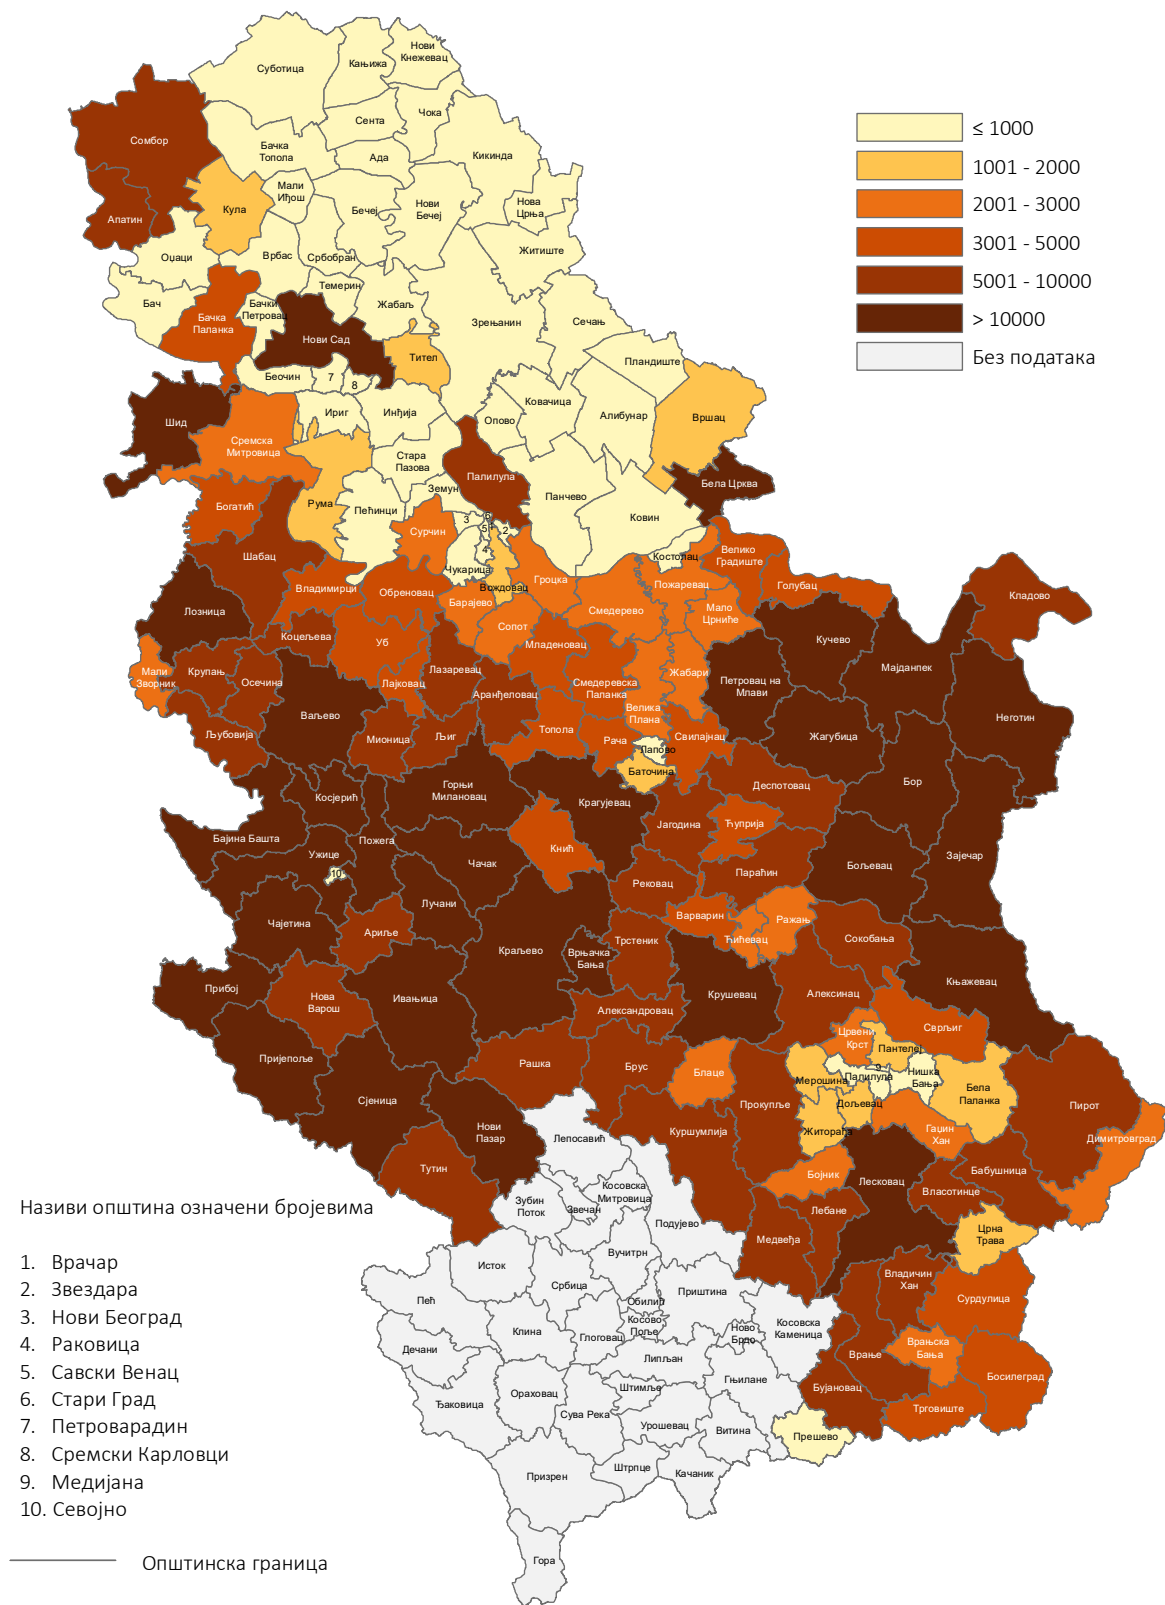 Нови
Кнежевац
Суботица
Кањижа
Чока
Сента
Сомбор
Бачка
Топола
Ада
Кикинда
Мали
Иђош
Кула
Апатин
Бечеј
Нови
Бечеј
Нова
Црња
Оџаци
Врбас
Србобран
Житиште
Темерин
Бач
Бачки
Петровац
Жабаљ
Бачка
Паланка
Нови Сад
Зрењанин
Сечањ
Тител
Пландиште
Беочин
7
8
Шид
Ириг
Инђија
Опово
Ковачица
Алибунар
Вршац
Сремска
Митровица
Стара
Пазова
Палилула
Бела Црква
Земун
Панчево
Богатић
Рума
Пећинци
Сурчин
3
6
5
1
2
4
Ковин
Шабац
Чукарица
Костолац
Велико
Градиште
Вождовац
Гроцка
Пожаревац
Голубац
Владимирци
Обреновац
Барајево
Смедерево
Мало
Црниће
Кладово
Лозница
Сопот
Кучево
Коцељева
Уб
Младеновац
Мајданпек
Мали
Зворник
Крупањ
Осечина
Лазаревац
Жабари
Лајковац
Аранђеловац
Смедеревска
Паланка
Петровац на
Млави
Ваљево
Велика
Плана
Неготин
Љубовија
Мионица
Љиг
Топола
Рача
Свилајнац
Жагубица
Лапово
Баточина
Деспотовац
Бор
Косјерић
Горњи
Милановац
Крагујевац
Бајина Башта
Јагодина
Ћуприја
Пожега
Ужице
Кнић
Зајечар
10
Чачак
Бољевац
Параћин
Рековац
Лучани
Чајетина
Варварин
Ражањ
Ариље
Ћићевац
Трстеник
Сокобања
Краљево
Врњачка
Бања
Књажевац
Прибој
Нова
Варош
Ивањица
Крушевац
Алексинац
Александровац
Сврљиг
Црвени
Крст
Пријепоље
Пантелеј
Рашка
Брус
Блаце
9
Палилула
Нишка
Бања
Мерошина
Бела
Паланка
Сјеница
Дољевац
Прокупље
Пирот
Нови
Пазар
Куршумлија
Житорађа
Гаџин
Хан
Димитровград
Лепосавић
Тутин
Бојник
Лесковац
Бабушница
Косовска
Митровица
Власотинце
Зубин
Поток
Звечан
Лебане
Подујево
Црна
Трава
Медвеђа
Вучитрн
Исток
Србица
Владичин
Хан
Приштина
Пећ
Обилић
Сурдулица
Косово
Поље
Ново
Брдо
Косовска
Каменица
Клина
Глоговац
Дечани
Врањска
Бања
Врање
Липљан
Гњилане
Босилеград
Ораховац
Штимље
Бујановац
Ђаковица
Трговиште
Сува Река
Урошевац
Витина
Прешево
Призрен
Штрпце
Качаник
Гора
≤ 1000
1001 - 2000
2001 - 3000
3001 - 5000
5001 - 10000
> 10000
Без података
Називи општина означени бројевима
1. Врачар
2. Звездара
3. Нови Београд
4. Раковица
5. Савски Венац
6. Стари Град
7. Петроварадин
8. Сремски Карловци
9. Медијана
10. Севојно
Општинска граница